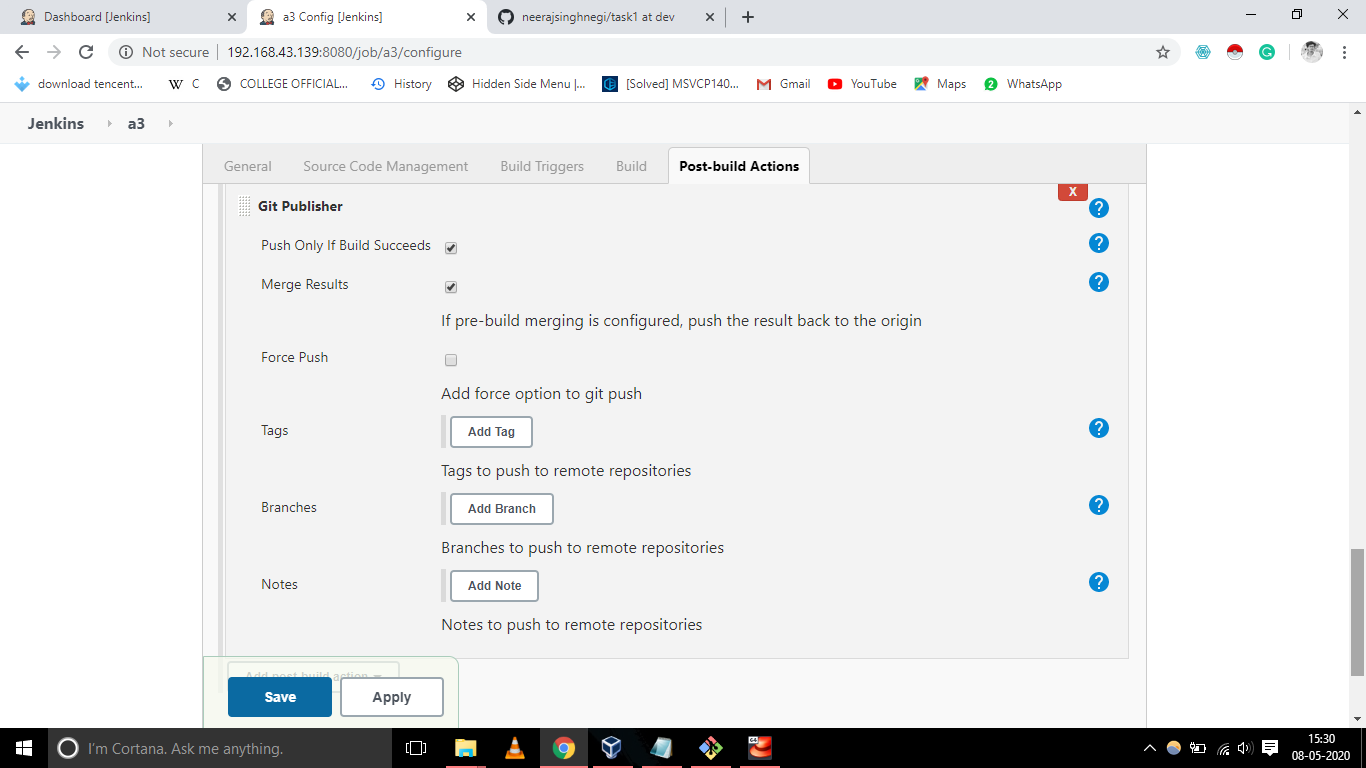 Dashboard [Jenkins]
a3 Config [Jenkins]
neerajsinghnegi/task1 at dev
Not secure
192.168.43.139:8080/job/a3/configure
download tencent...
W
C
COLLEGE OFFICIAL...
History
Hidden Side Menu |...
[Solved] MSVCP140...
Gmail
YouTube
Maps
2
WhatsApp
Jenkins
a3
General
Source Code Management
Build Triggers
Build
Post-build Actions
X
Git Publisher
?
Push Only If Build Succeeds
?
Merge Results
?
If pre-build merging is configured, push the result back to the origin
Force Push
Add force option to git push
Tags
Add Tag
?
Tags to push to remote repositories
Branches
Add Branch
?
Branches to push to remote repositories
Notes
Add Note
?
Notes to push to remote repositories
Add post-build action
Save
Apply
I'm Cortana. Ask me anything.
15:30
08-05-2020